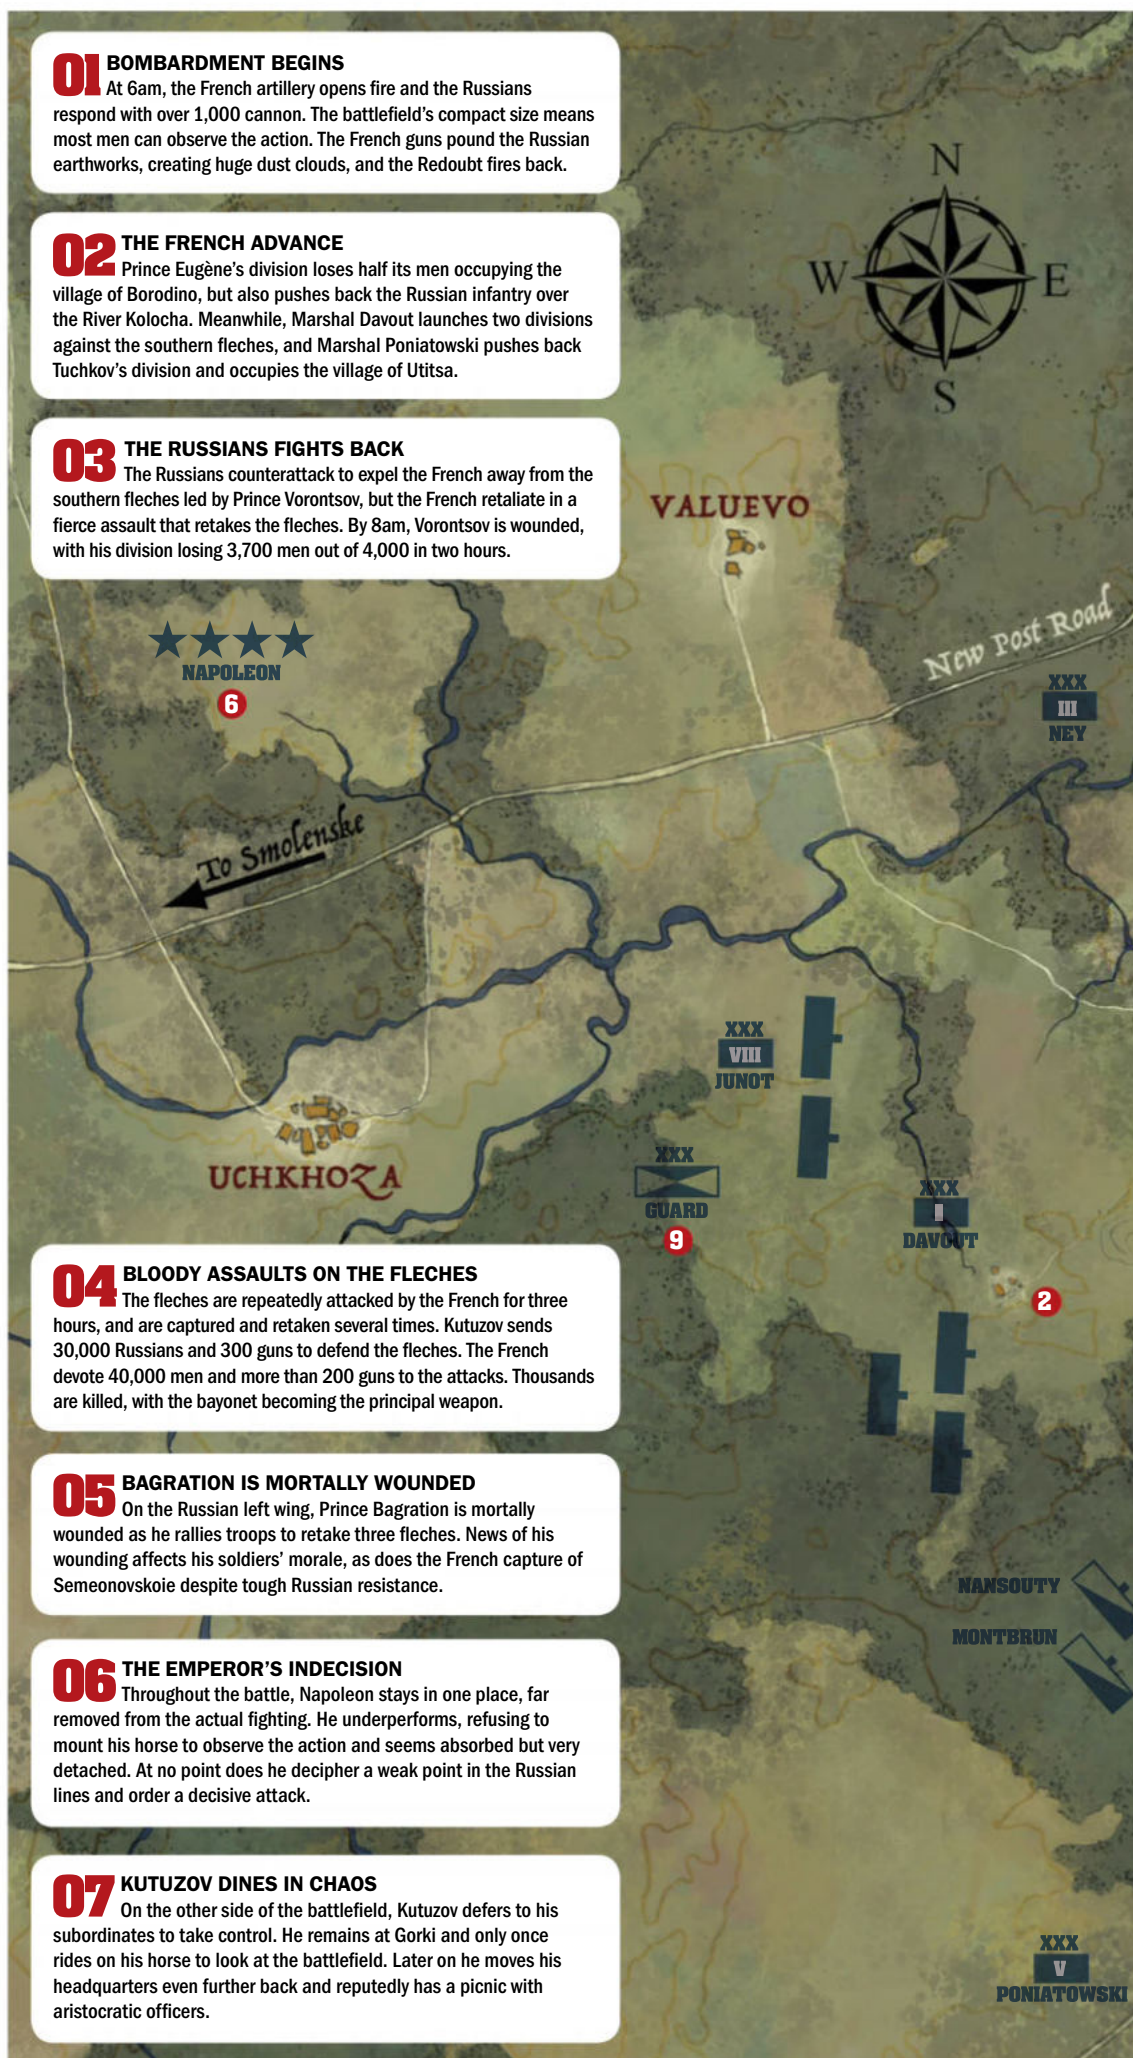 01 BOMBARDMENT BEGINS
At 6am, the French artillery opens fire and the Russians
respond with over 1,000 cannon. The battlefield's compact size means
most men can observe the action. The French guns pound the Russian
earthworks, creating huge dust clouds, and the Redoubt fires back.
02 THE FRENCH ADVANCE
Prince Eugène's division loses half its men occupying the
village of Borodino, but also pushes back the Russian infantry over
the River Kolocha. Meanwhile, Marshal Davout launches two divisions
against the southern fleches, and Marshal Poniatowski pushes back
Tuchkov's division and occupies the village of Utitsa.
03 THE RUSSIANS FIGHTS BACK
The Russians counterattack to expel the French away from the
southern fleches led by Prince Vorontsov, but the French retaliate in a
fierce assault that retakes the fleches. By 8am, Vorontsov is wounded,
with his division losing 3,700 men out of 4,000 in two hours.
N
W E
S
VALUEVO
New Post Road
NAPOLEON
6
XXX
III
NEY
To Smolenske
XXX
VIII
JUNOT
UCHKHOZA
XXX
GUARD
9
XXX
I
DAVOUT
2
04 BLOODY ASSAULTS ON THE FLECHES
The fleches are repeatedly attacked by the French for three
hours, and are captured and retaken several times. Kutuzov sends
30,000 Russians and 300 guns to defend the fleches. The French
devote 40,000 men and more than 200 guns to the attacks. Thousands
are killed, with the bayonet becoming the principal weapon.
05 BAGRATION IS MORTALLY WOUNDED
On the Russian left wing, Prince Bagration is mortally
wounded as he rallies troops to retake three fleches. News of his
wounding affects his soldiers' morale, as does the French capture of
Semeonovskoie despite tough Russian resistance.
NANSOUTY
MONTBRUN
06 THE EMPEROR'S INDECISION
Throughout the battle, Napoleon stays in one place, far
removed from the actual fighting. He underperforms, refusing to
mount his horse to observe the action and seems absorbed but very
detached. At no point does he decipher a weak point in the Russian
lines and order a decisive attack.
07 KUTUZOV DINES IN CHAOS
On the other side of the battlefield, Kutuzov defers to his
subordinates to take control. He remains at Gorki and only once
rides on his horse to look at the battlefield. Later on he moves his
headquarters even further back and reputedly has a picnic with
aristocratic officers.
XXX
V
PONIATOWSKI